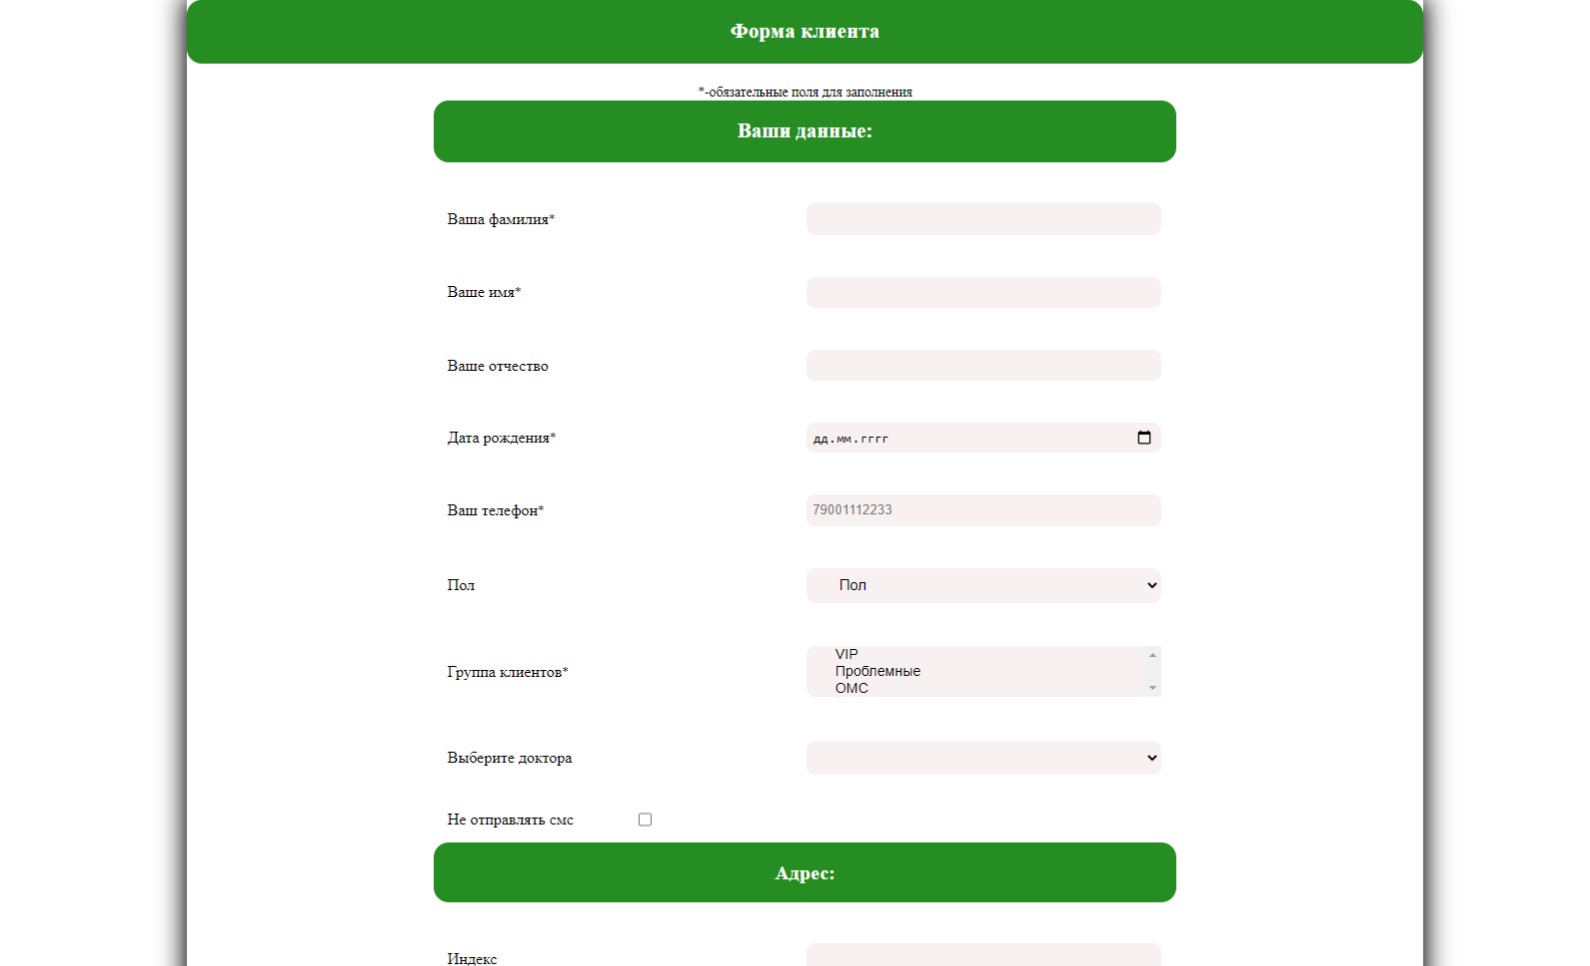 Форма клиента
*-обязательные поля для заполнения
Ваши данные:
Ваша фамилия*
Ваше имя*
Ваше отчество
Дата рождения* дд.мм.гггг
Ваш телефон* 79001112233
Пол Пол
Группа клиентов* VIP
Проблемные
ОМС
Выберите доктора
Не отправлять смс
Адрес:
Индекс